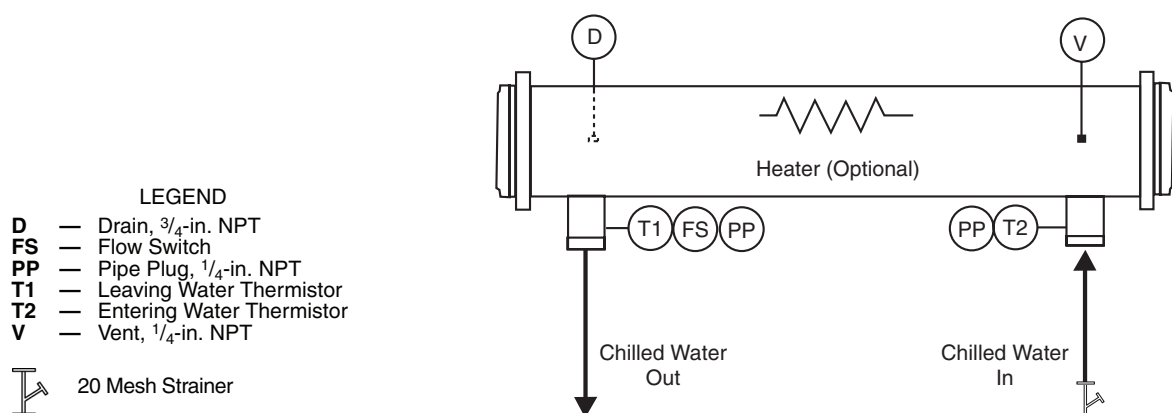 D
V
Heater (Optional)
T1 FS PP
PP T2
Chilled Water
Out
Chilled Water
In
LEGEND
D — Drain, 3/4-in. NPT
FS — Flow Switch
PP — Pipe Plug, 1/4-in. NPT
T1 — Leaving Water Thermistor
T2 — Entering Water Thermistor
V — Vent, 1/4-in. NPT
20 Mesh Strainer